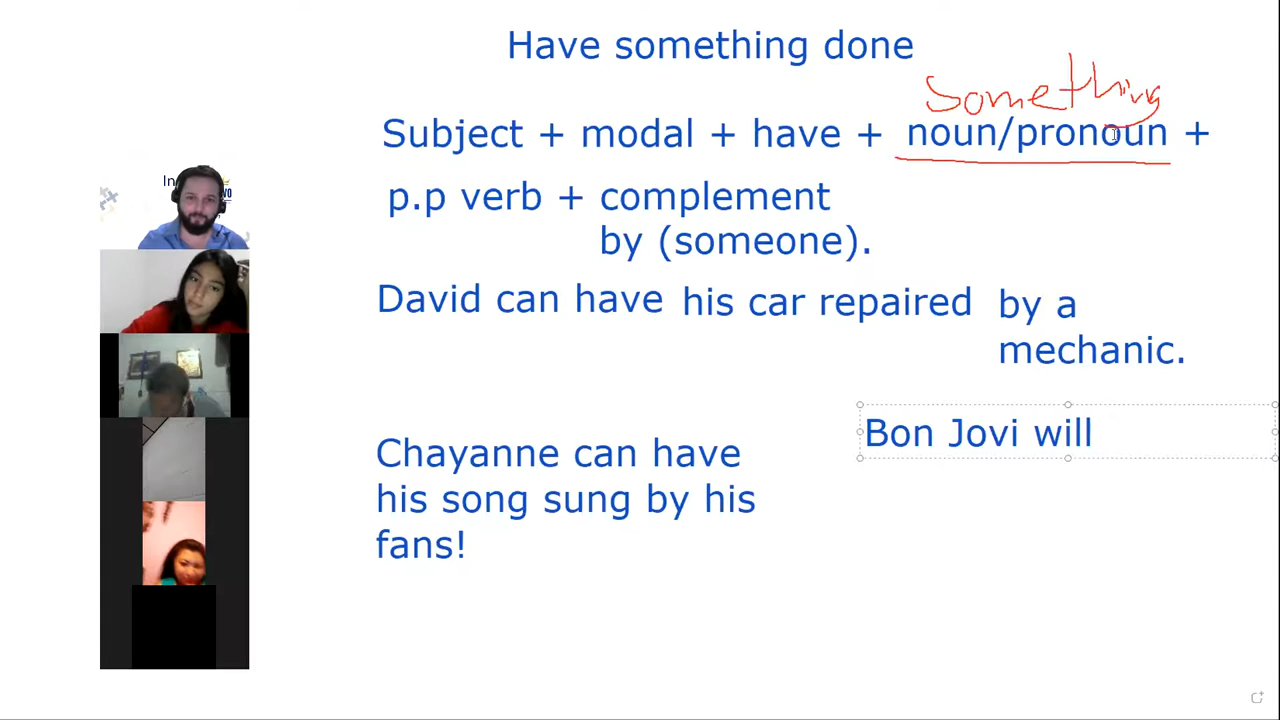 Have something done
something
Subject + modal + have + noun/pronoun +
p.p verb + complement
by (someone).
David can have his car repaired by a
mechanic.
Bon Jovi will
Chayanne can have
his song sung by his
fans!